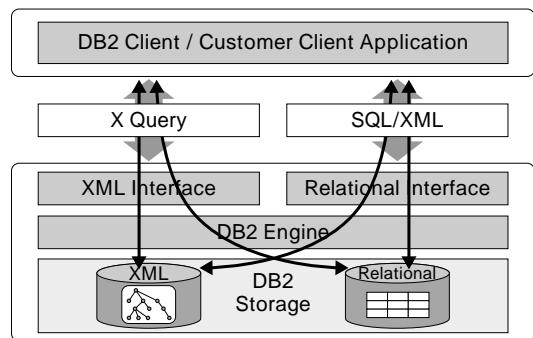 DB2 Client / Customer Client Application
X Query
SQL/XML
XML Interface
Relational Interface
DB2 Engine
XML
DB2
Storage
Relational